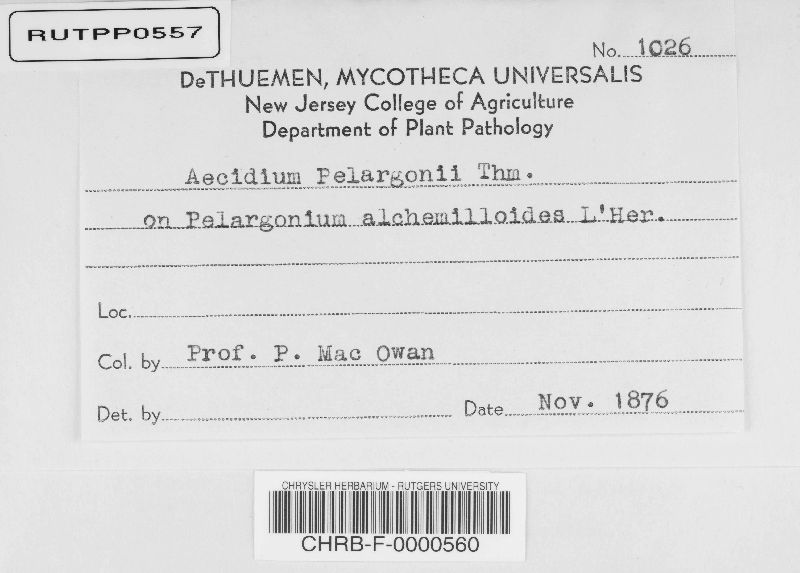 RUTPP0557
No. 1026
DeTHUEMEN, MYCOTHECA UNIVERSALIS
New Jersey College of Agriculture
Department of Plant Pathology
Aecidium Pelargonii Thm.
on Pelargonium alchemilloides L'Her.
Loc.
Col. by Prof. P. Mac Owan
Det. by Date Nov. 1876
CHRYSLER HERBARIUM - RUTGERS UNIVERSITY
CHRB-F-0000560